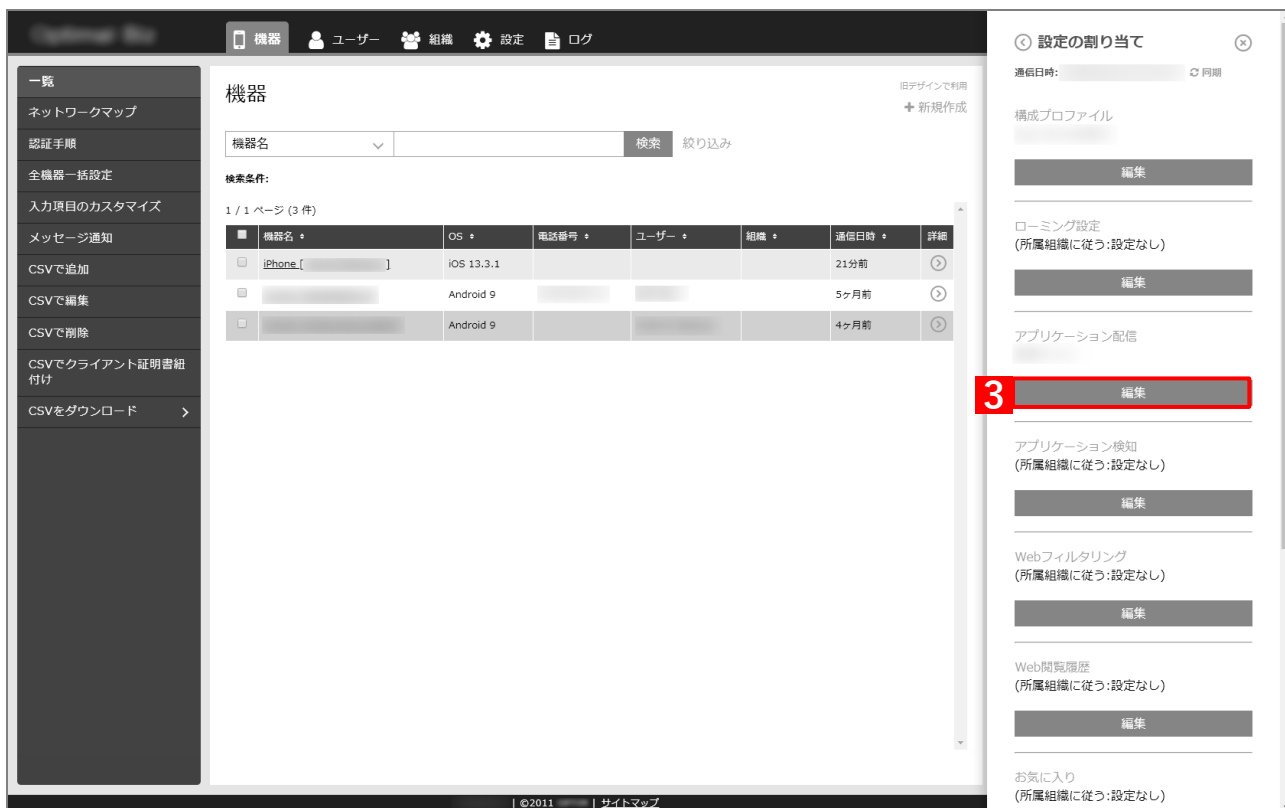 機器
ユーザー
組織
設定
ログ
一覧
ネットワークマップ
認証手順
全機器一括設定
入力項目のカスタマイズ
メッセージ通知
CSVで追加
CSVで編集
CSVで削除
CSVでクライアント証明書紐
付け
CSVをダウンロード
機器
旧デザインで利用
新規作成
機器名
検索
絞り込み
検索条件:
1 / 1 ページ (3 件)
機器名 OS 電話番号 ユーザー 組織 通信日時 詳細
iPhone [ ] iOS 13.3.1 21分前
Android 9 5ヶ月前
Android 9 4ヶ月前
| ©2011 | サイトマップ
設定の割り当て
通信日時: 同期
構成プロファイル
編集
ローミング設定
(所属組織に従う:設定なし)
編集
アプリケーション配信
3 編集
アプリケーション検知
(所属組織に従う:設定なし)
編集
Webフィルタリング
(所属組織に従う:設定なし)
編集
Web閲覧履歴
(所属組織に従う:設定なし)
編集
お気に入り
(所属組織に従う:設定なし)